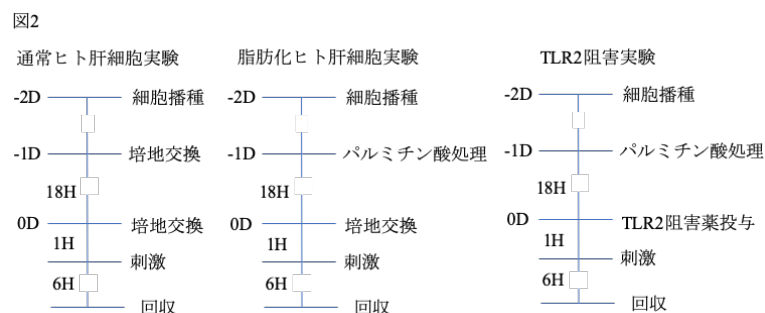 図2
通常ヒト肝細胞実験
-2D 細胞播種
-1D 培地交換
18H
0D 培地交換
1H
刺激
6H
回収
脂肪化ヒト肝細胞実験
-2D 細胞播種
-1D パルミチン酸処理
18H
0D 培地交換
1H
刺激
6H
回収
TLR2阻害実験
-2D 細胞播種
-1D パルミチン酸処理
18H
0D TLR2阻害薬投与
1H
刺激
6H
回収